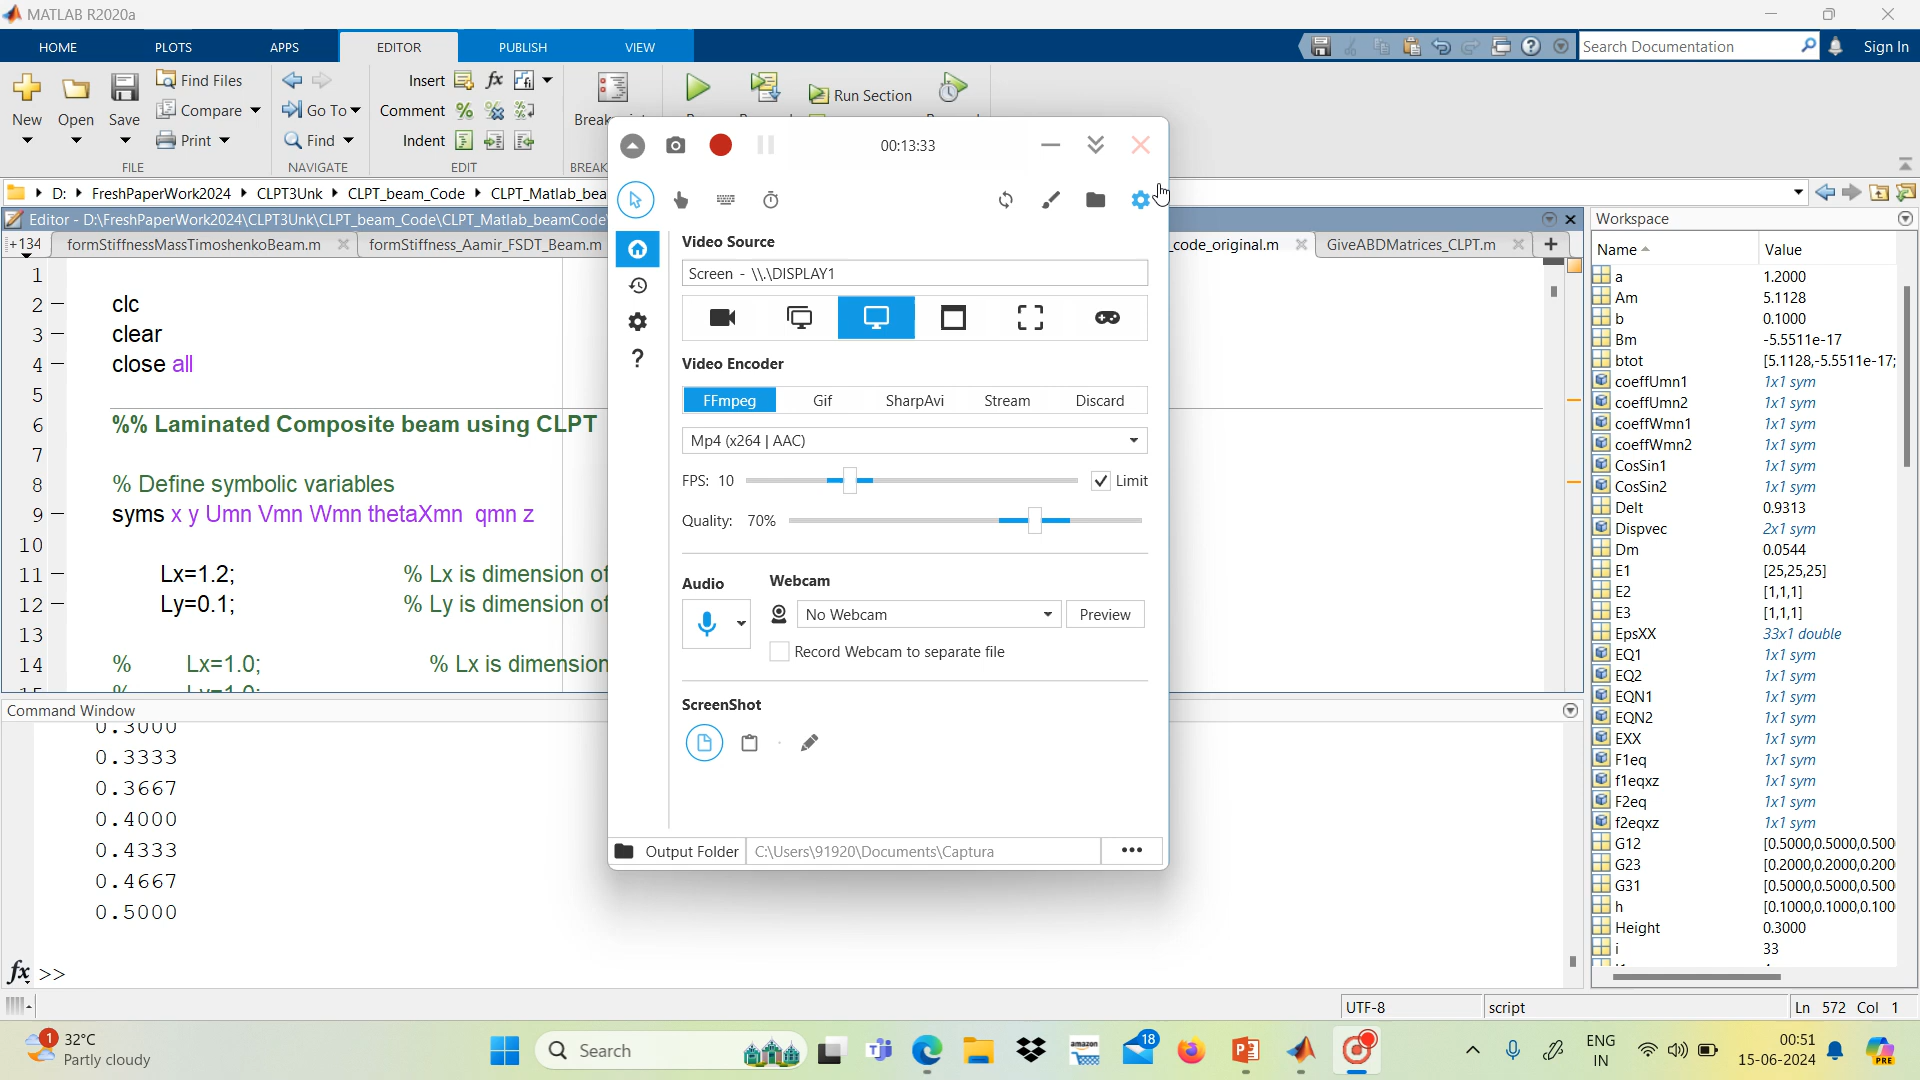 MATLAB R2020a
HOME PLOTS APPS EDITOR PUBLISH VIEW
Search Documentation
Sign In
New
Open
Save
Find Files
Compare
Print
Go To
Find
Insert
Comment
Indent
Run Section
FILE
NAVIGATE
EDIT
D: FreshPaperWork2024 CLPT3Unk CLPT_beam_Code
Editor - D:\FreshPaperWork2024\CLPT3Unk\CLPT_beam_Code\CLPT_Matlab_beamCode
+134
formStiffnessMassTimoshenkoBeam.m
formStiffness_Aamir_FSDT_Beam.m
_code_original.m
GiveABDMatrices_CLPT.m
1
2 clc
3 clear
4 close all
5
6 %% Laminated Composite beam using CLPT
7
8 % Define symbolic variables
9 syms x y Umn Vmn Wmn thetaXmn qmn z
10
11 Lx=1.2; % Lx is dimension of
12 Ly=0.1; % Ly is dimension of
13
14 % Lx=1.0; % Lx is dimension
Command Window
0.3000
0.3333
0.3667
0.4000
0.4333
0.4667
0.5000
fx >>
00:13:33
Video Source
Screen - \\.\DISPLAY1
Video Encoder
FFmpeg Gif SharpAvi Stream Discard
Mp4 (x264 | AAC)
FPS: 10
Limit
Quality: 70%
Audio
Webcam
No Webcam
Preview
Record Webcam to separate file
ScreenShot
Output Folder
C:\Users\91920\Documents\Captura
Workspace
Name Value
a 1.2000
Am 5.1128
b 0.1000
Bm -5.5511e-17
btot [5.1128,-5.5511e-17;
coeffUmn1 1x1 sym
coeffUmn2 1x1 sym
coeffWmn1 1x1 sym
coeffWmn2 1x1 sym
CosSin1 1x1 sym
CosSin2 1x1 sym
Delt 0.9313
Dispvec 2x1 sym
Dm 0.0544
E1 [25,25,25]
E2 [1,1,1]
E3 [1,1,1]
EpsXX 33x1 double
EQ1 1x1 sym
EQ2 1x1 sym
EQN1 1x1 sym
EQN2 1x1 sym
EXX 1x1 sym
F1eq 1x1 sym
f1eqxz 1x1 sym
F2eq 1x1 sym
f2eqxz 1x1 sym
G12 [0.5000,0.5000,0.500
G23 [0.2000,0.2000,0.200
G31 [0.5000,0.5000,0.500
h [0.1000,0.1000,0.100
Height 0.3000
i 33
UTF-8
script
Ln 572 Col 1
1
32°C
Partly cloudy
Search
amazon
18
ENG
IN
00:51
15-06-2024
PRE